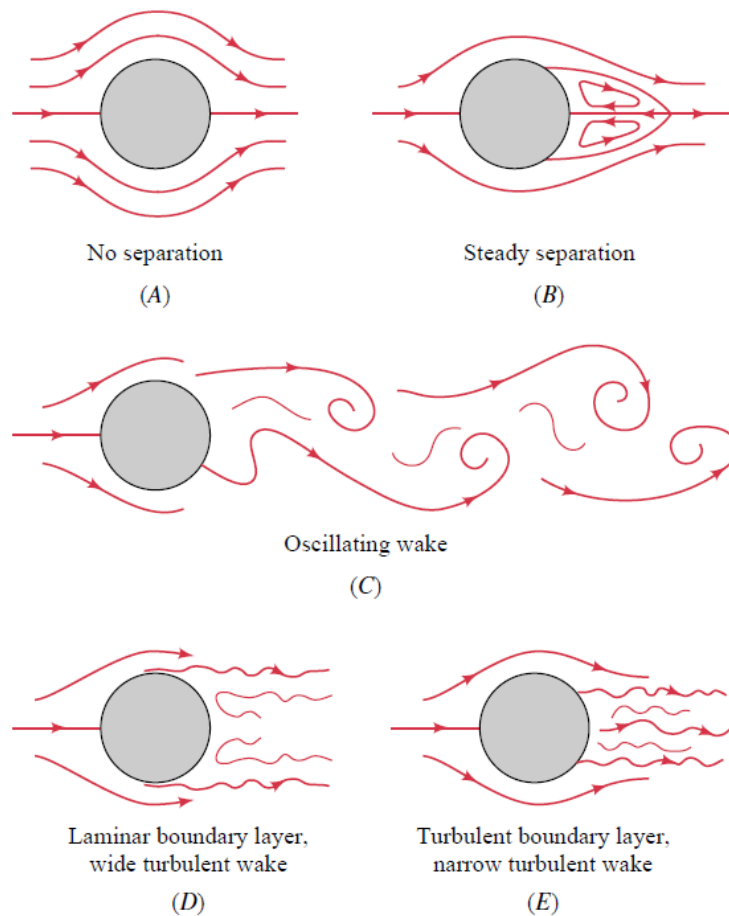 No separation
(A)
Steady separation
(B)
Oscillating wake
(C)
Laminar boundary layer,
wide turbulent wake
(D)
Turbulent boundary layer,
narrow turbulent wake
(E)